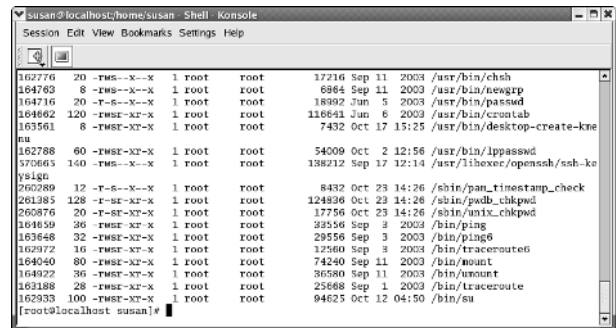 susan@localhost:/home/susan - Shell - Konsole
Session Edit View Bookmarks Settings Help
162776 20 -rws--x--x 1 root root 17216 Sep 11 2003 /usr/bin/chsh
164763 8 -rws--x--x 1 root root 6864 Sep 11 2003 /usr/bin/newgrp
164716 20 -r-s--x--x 1 root root 18992 Jun 5 2003 /usr/bin/passwd
164662 120 -rwsr-xr-x 1 root root 116641 Jun 6 2003 /usr/bin/crontab
163561 8 -rwsr-xr-x 1 root root 7432 Oct 17 15:25 /usr/bin/desktop-create-kme
nu
162788 60 -rwsr-xr-x 1 root root 54009 Oct 2 12:56 /usr/bin/lppasswd
570665 140 -rws--x--x 1 root root 138212 Sep 17 12:14 /usr/libexec/openssh/ssh-ke
ysign
260289 12 -r-s--x--x 1 root root 8432 Oct 23 14:26 /sbin/pam_timestamp_check
261385 128 -r-sr-xr-x 1 root root 124836 Oct 23 14:26 /sbin/pwdb_chkpwd
260876 20 -r-sr-xr-x 1 root root 17756 Oct 23 14:26 /sbin/unix_chkpwd
164659 36 -rwsr-xr-x 1 root root 33556 Sep 3 2003 /bin/ping
163648 32 -rwsr-xr-x 1 root root 29556 Sep 3 2003 /bin/ping6
162972 16 -rwsr-xr-x 1 root root 12560 Sep 3 2003 /bin/traceroute6
164040 80 -rwsr-xr-x 1 root root 74240 Sep 11 2003 /bin/mount
164922 36 -rwsr-xr-x 1 root root 36580 Sep 11 2003 /bin/umount
163188 28 -rwsr-xr-x 1 root root 25668 Sep 1 2003 /bin/traceroute
162933 100 -rwsr-xr-x 1 root root 94625 Oct 12 04:50 /bin/su
[root@localhost susan]#